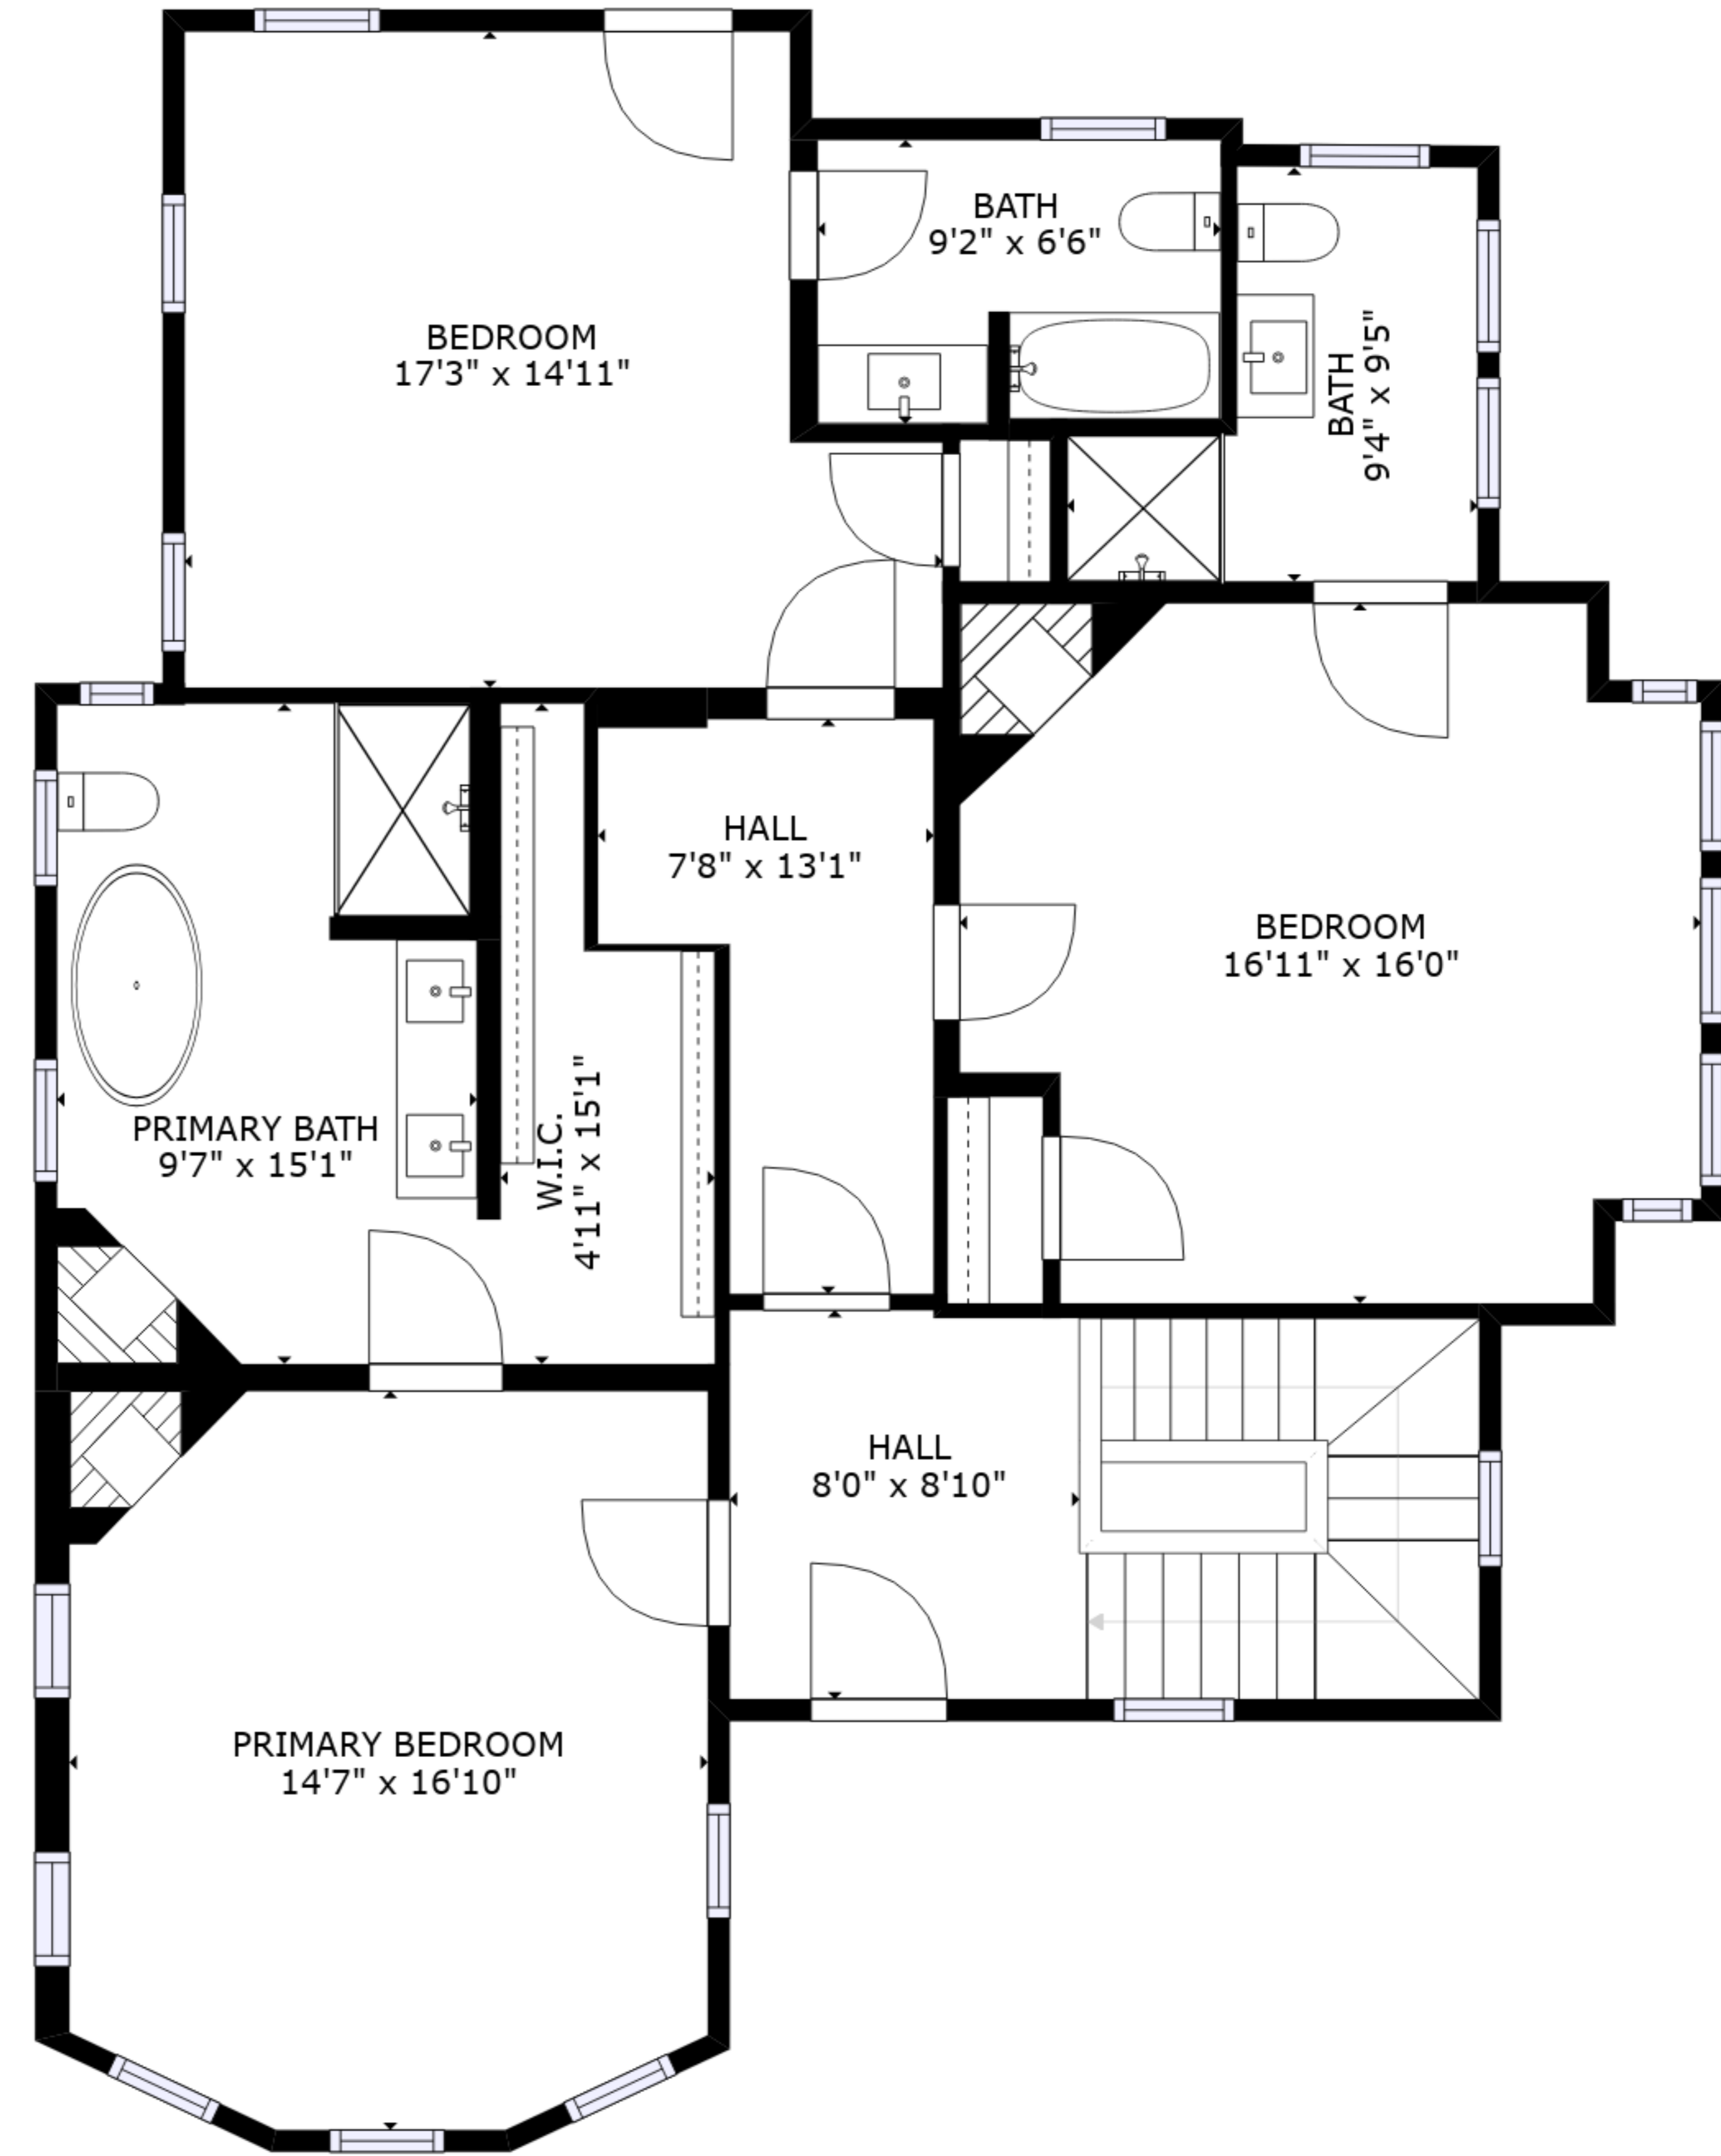 BATH
9'2" x 6'6"
BEDROOM
17'3" x 14'11"
BATH
9'4" x 9'5"
HALL
7'8" x 13'1"
BEDROOM
16'11" x 16'0"
PRIMARY BATH
9'7" x 15'1"
W.I.C.
4'11" x 15'1"
HALL
8'0" x 8'10"
PRIMARY BEDROOM
14'7" x 16'10"